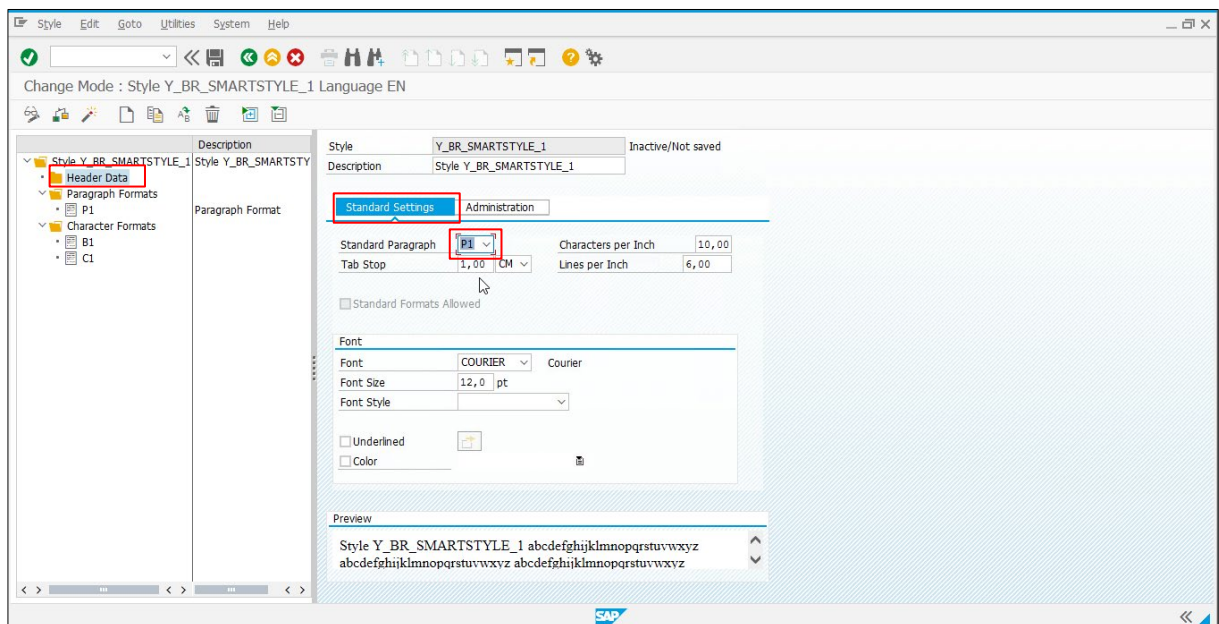 Style Edit Goto Utilities System Help
Change Mode : Style Y_BR_SMARTSTYLE_1 Language EN
Description
Style Y_BR_SMARTSTYLE_1 Style Y_BR_SMARTSTY
Header Data
Paragraph Formats
P1 Paragraph Format
Character Formats
B1
C1
Style Y_BR_SMARTSTYLE_1 Inactive/Not saved
Description Style Y_BR_SMARTSTYLE_1
Standard Settings Administration
Standard Paragraph P1 Characters per Inch 10,00
Tab Stop 1,00 CM Lines per Inch 6,00
Standard Formats Allowed
Font
Font COURIER Courier
Font Size 12,0 pt
Font Style
Underlined
Color
Preview
Style Y_BR_SMARTSTYLE_1 abcdefghijklmnopqrstuvwxyz
abcdefghijklmnopqrstuvwxyz abcdefghijklmnopqrstuvwxyz
SAP